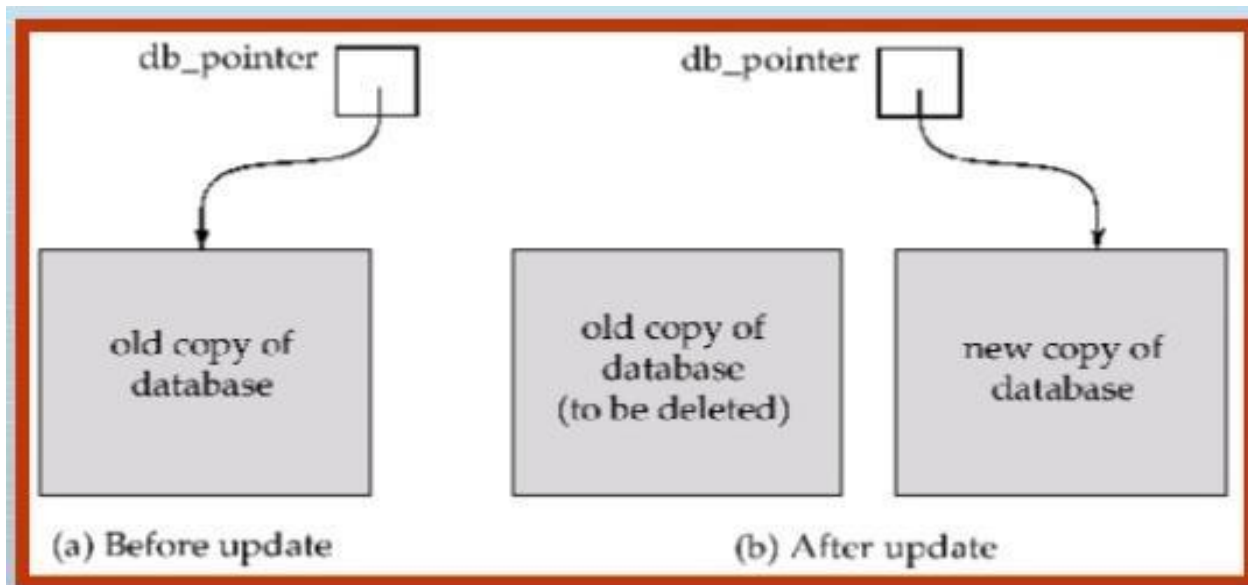 db_pointer
db_pointer
old copy of
database
old copy of
database
(to be deleted)
new copy of
database
(a) Before update
(b) After update